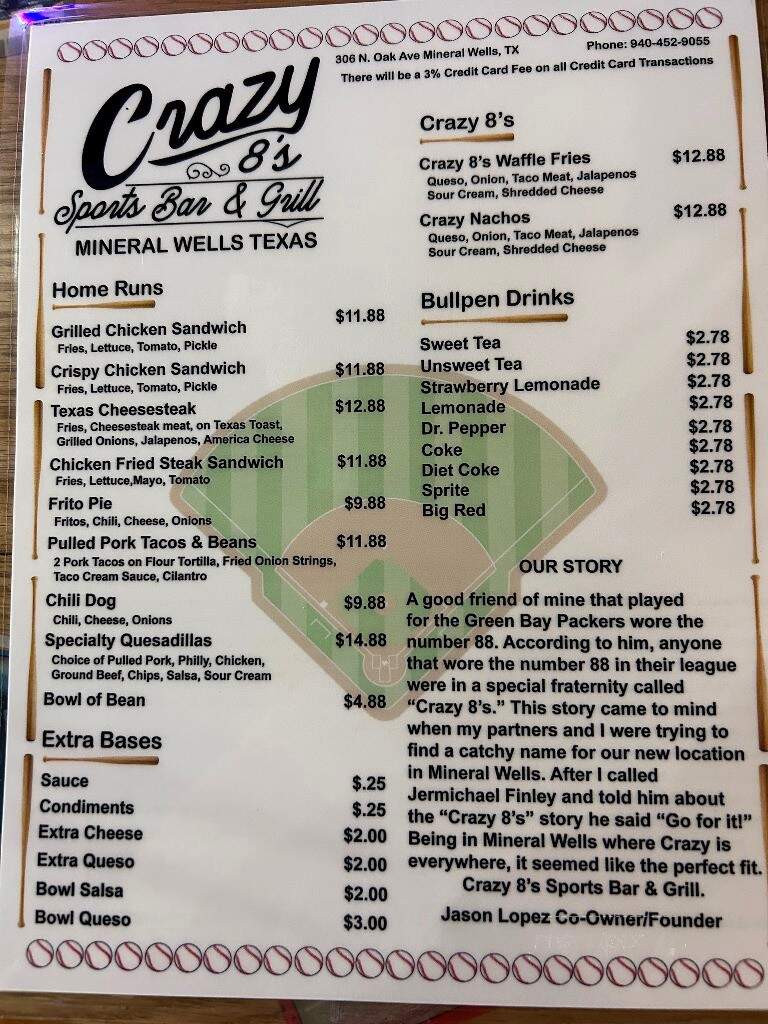 306 N. Oak Ave Mineral Wells, TX
Phone: 940-452-9055
There will be a 3% Credit Card Fee on all Credit Card Transactions
Crazy
8's
Sports Bar & Grill
MINERAL WELLS TEXAS
Home Runs
Grilled Chicken Sandwich $11.88
Fries, Lettuce, Tomato, Pickle
Crispy Chicken Sandwich $11.88
Fries, Lettuce, Tomato, Pickle
Texas Cheesesteak $12.88
Fries, Cheesesteak meat, on Texas Toast,
Grilled Onions, Jalapenos, America Cheese
Chicken Fried Steak Sandwich $11.88
Fries, Lettuce,Mayo, Tomato
Frito Pie $9.88
Fritos, Chili, Cheese, Onions
Pulled Pork Tacos & Beans $11.88
2 Pork Tacos on Flour Tortilla, Fried Onion Strings,
Taco Cream Sauce, Cilantro
Chili Dog $9.88
Chili, Cheese, Onions
Specialty Quesadillas $14.88
Choice of Pulled Pork, Philly, Chicken,
Ground Beef, Chips, Salsa, Sour Cream
Bowl of Bean $4.88
Extra Bases
Sauce $.25
Condiments $.25
Extra Cheese $2.00
Extra Queso $2.00
Bowl Salsa $2.00
Bowl Queso $3.00
Crazy 8's
Crazy 8's Waffle Fries $12.88
Queso, Onion, Taco Meat, Jalapenos
Sour Cream, Shredded Cheese
Crazy Nachos $12.88
Queso, Onion, Taco Meat, Jalapenos
Sour Cream, Shredded Cheese
Bullpen Drinks
Sweet Tea $2.78
Unsweet Tea $2.78
Strawberry Lemonade $2.78
Lemonade $2.78
Dr. Pepper $2.78
Coke $2.78
Diet Coke $2.78
Sprite $2.78
Big Red $2.78
OUR STORY
A good friend of mine that played
for the Green Bay Packers wore the
number 88. According to him, anyone
that wore the number 88 in their league
were in a special fraternity called
“Crazy 8’s.” This story came to mind
when my partners and I were trying to
find a catchy name for our new location
in Mineral Wells. After I called
Jermichael Finley and told him about
the “Crazy 8’s” story he said “Go for it!”
Being in Mineral Wells where Crazy is
everywhere, it seemed like the perfect fit.
Crazy 8’s Sports Bar & Grill.
Jason Lopez Co-Owner/Founder